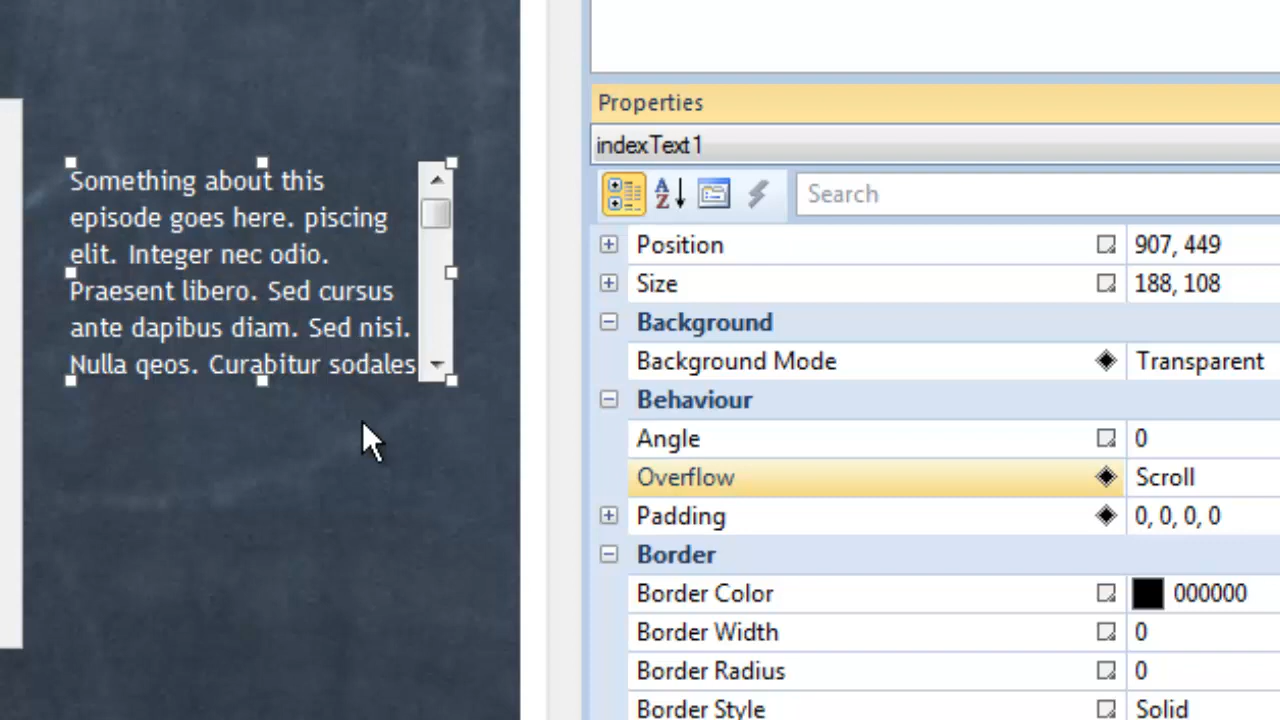 Something about this
episode goes here. piscing
elit. Integer nec odio.
Praesent libero. Sed cursus
ante dapibus diam. Sed nisi.
Nulla qeos. Curabitur sodales
Properties
indexText1
Search
Position 907, 449
Size 188, 108
Background
Background Mode Transparent
Behaviour
Angle 0
Overflow Scroll
Padding 0, 0, 0, 0
Border
Border Color 000000
Border Width 0
Border Radius 0
Border Style Solid